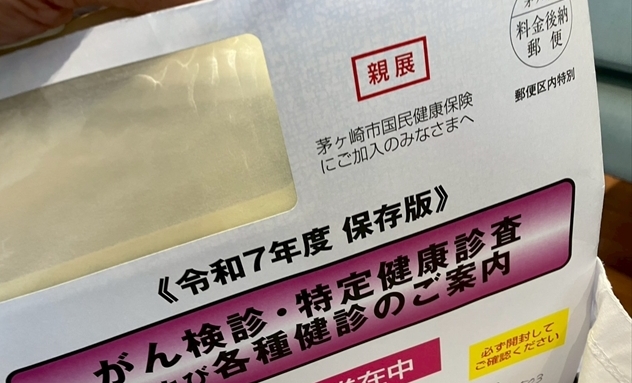 料金後納
郵便
郵便区内特別
親展
茅ヶ崎市国民健康保険
にご加入のみなさまへ
《令和7年度 保存版》
がん検診・特定健康診査
び各種健診のご案内
在中
必ず開封して
ご確認ください